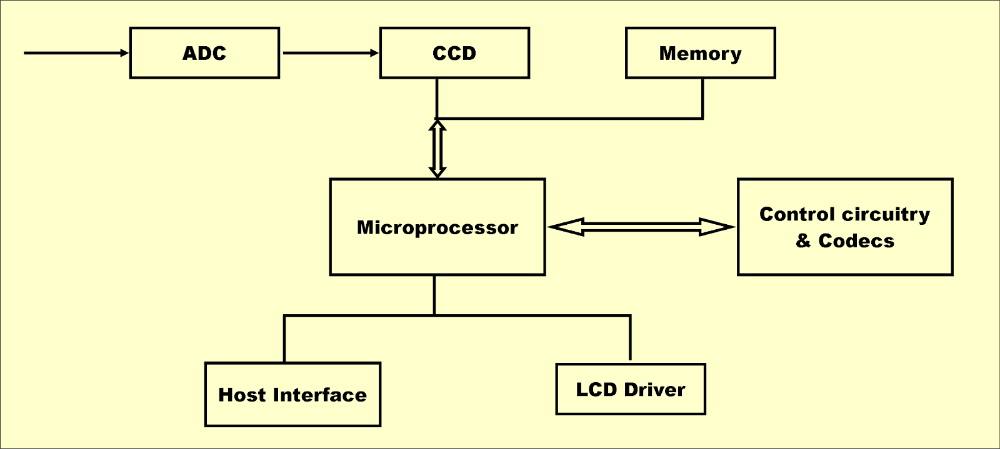 ADC
CCD
Memory
Microprocessor
Control circuitry
& Codecs
Host Interface
LCD Driver